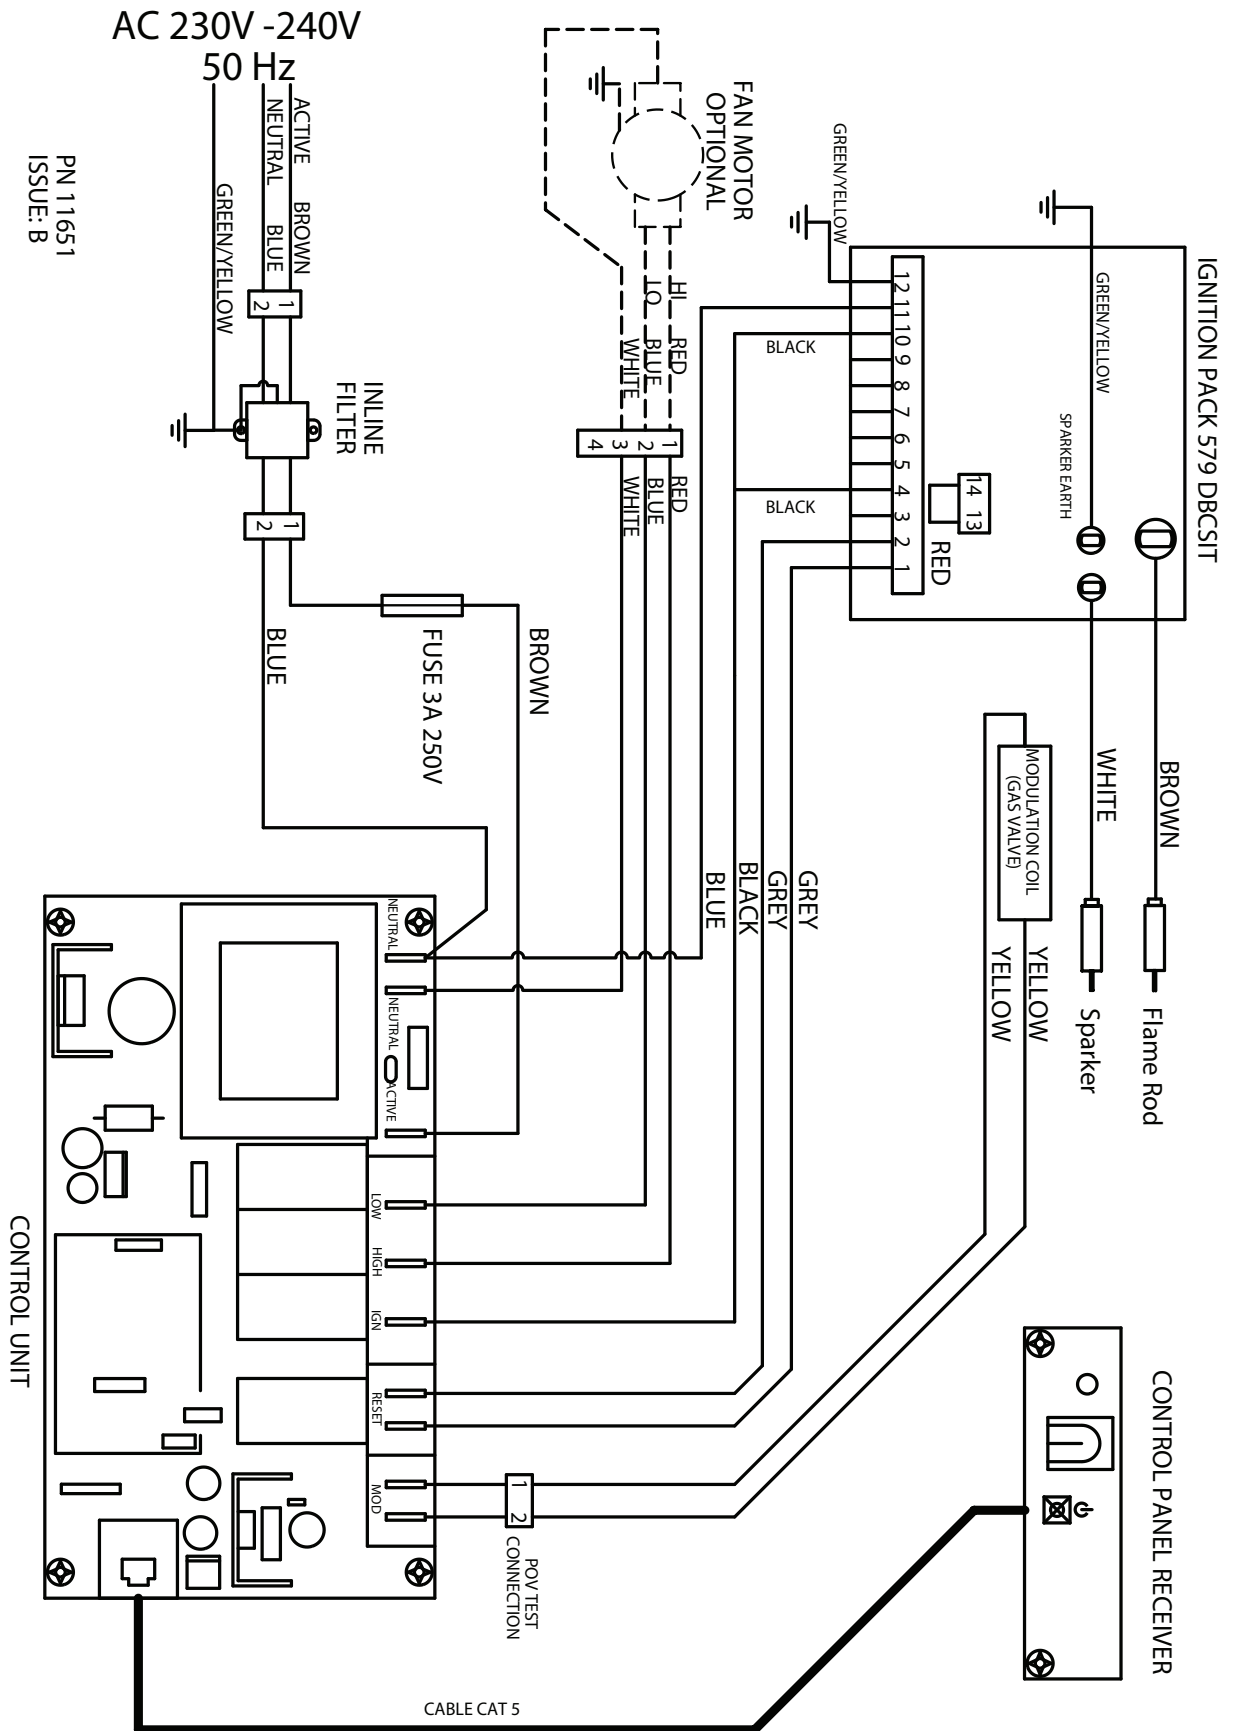 AC 230V -240V
50 Hz
ACTIVE BROWN
NEUTRAL BLUE
GREEN/YELLOW
PN 11651
ISSUE: B
1
2
INLINE
FILTER
1
2
BLUE
FUSE 3A 250V
BROWN
FAN MOTOR
OPTIONAL
HI RED
LO BLUE
WHITE
1
2
3
4
RED
BLUE
WHITE
IGNITION PACK 579 DBCSIT
GREEN/YELLOW
GREEN/YELLOW
SPARKER EARTH
12
11
10
9
8
7
6
5
4
3
2
1
14 13
RED
BLACK
BLACK
BROWN
WHITE
Flame Rod
Sparker
MODULATION COIL
(GAS VALVE)
YELLOW
YELLOW
GREY
GREY
BLACK
BLUE
NEUTRAL
NEUTRAL
ACTIVE
LOW
HIGH
IGN
RESET
MOD
1 2
POV TEST
CONNECTION
CONTROL UNIT
CONTROL PANEL RECEIVER
CABLE CAT 5